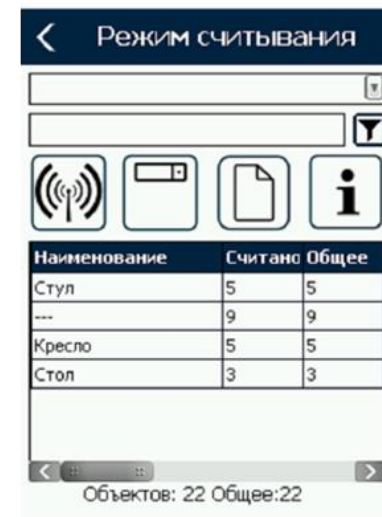 Режим считывания
Наименование Считано Общее
Стул 5 5
--- 9 9
Кресло 5 5
Стол 3 3
Объектов: 22 Общее:22